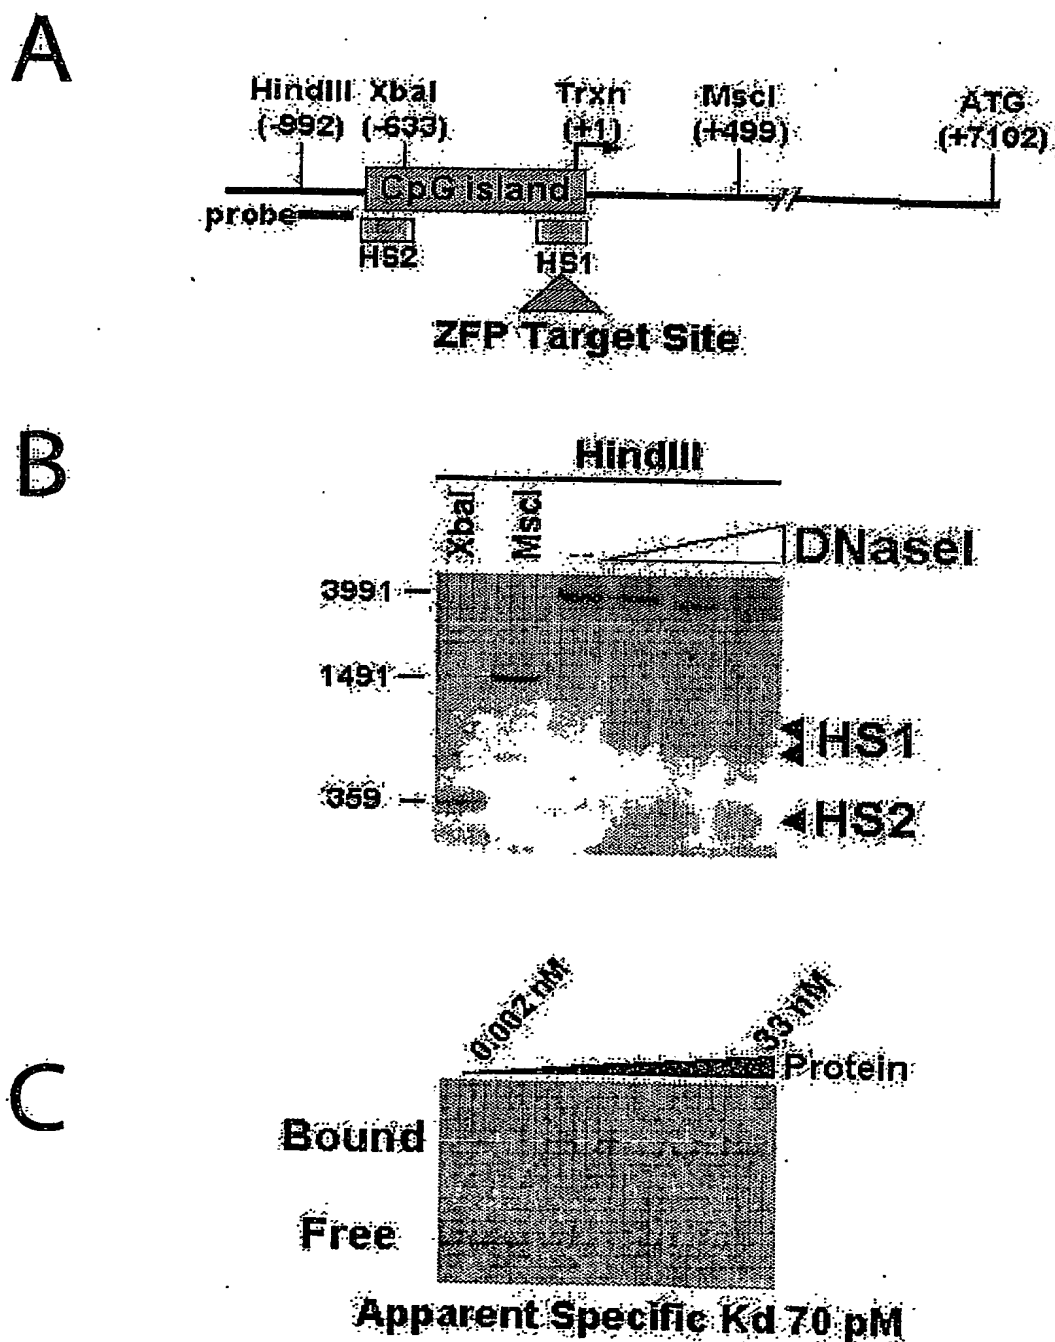 A
HindIII XbaI Trxn MscI ATG
(-992) (-633) (+1) (+499) (+7102)
CpG island
probe
HS2 HS1
ZFP Target Site
B
HindIII
XbaI MscI
-- DNaseI
3991
1491
HS1
359
HS2
C
0.002 nM 33 nM
Protein
Bound
Free
Apparent Specific Kd 70 pM